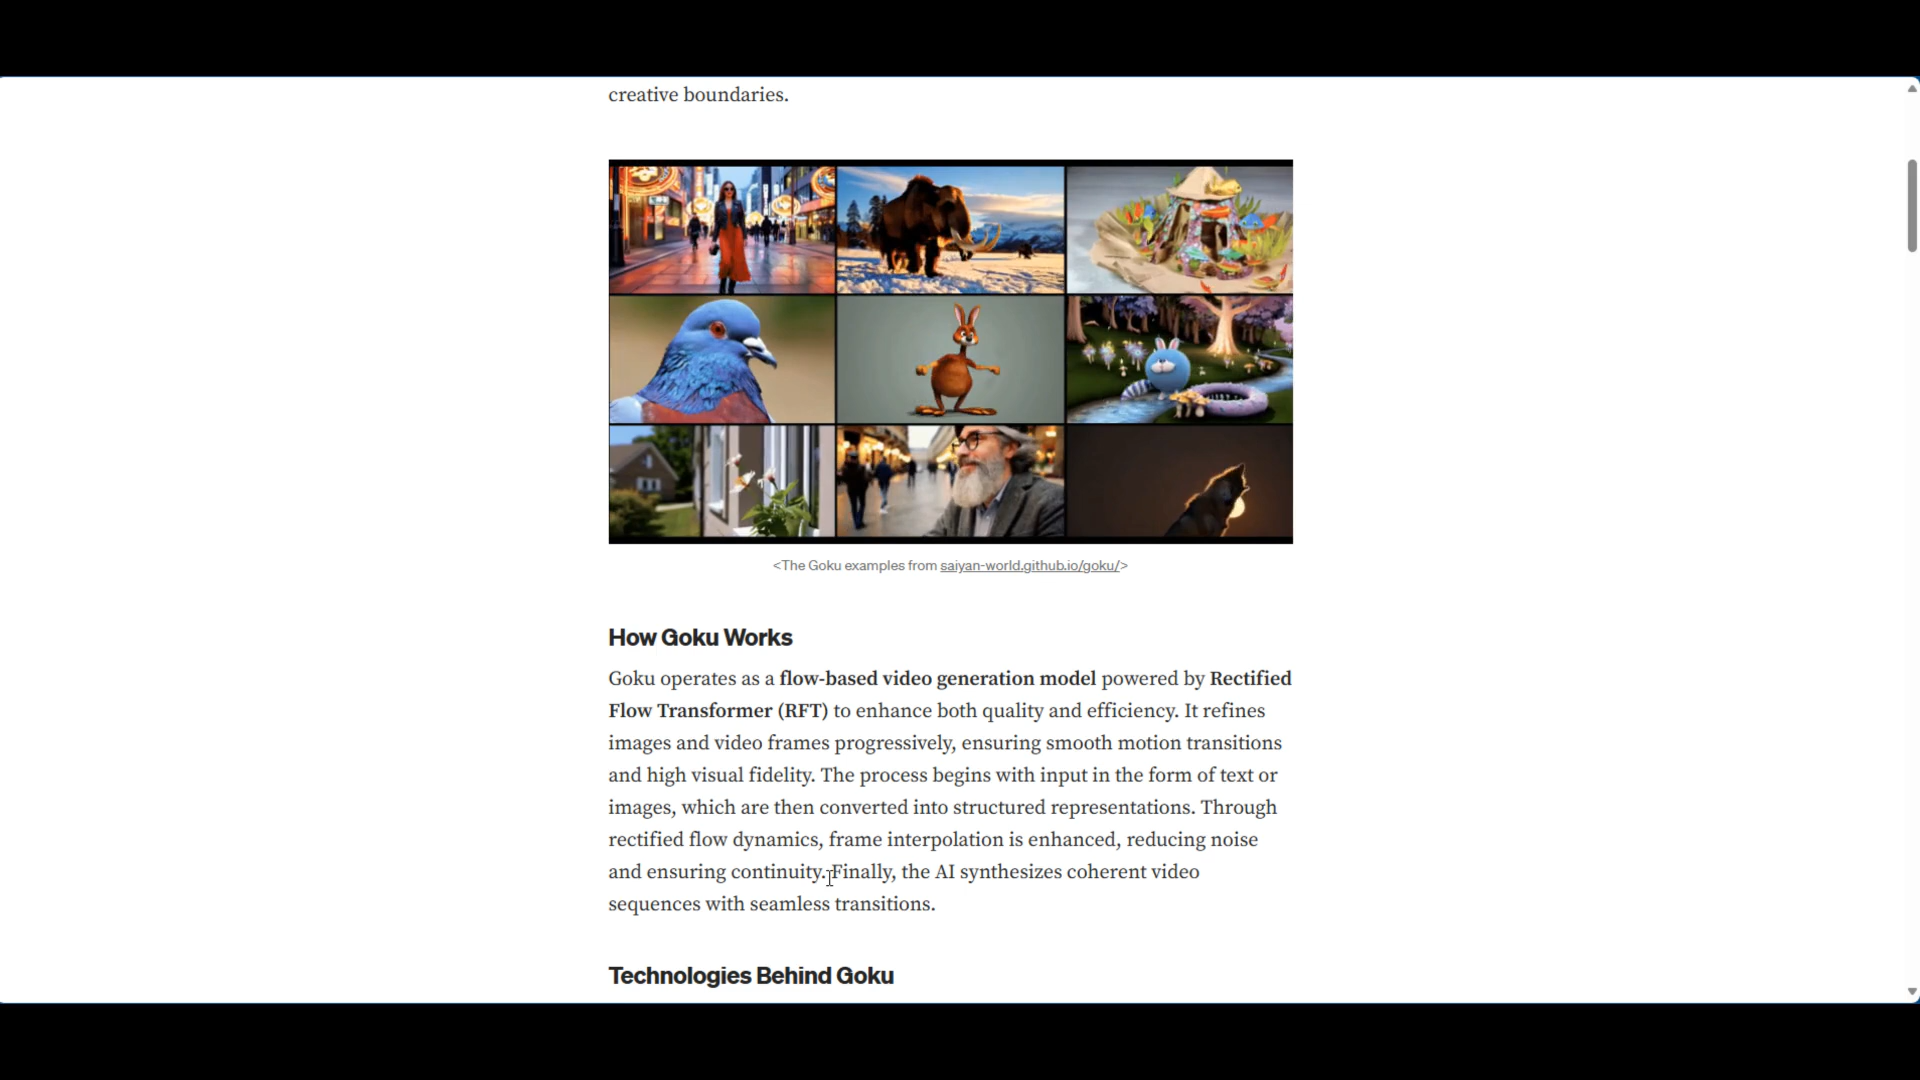 creative boundaries.
<The Goku examples from saiyan-world.github.io/goku/>
How Goku Works
Goku operates as a flow-based video generation model powered by Rectified
Flow Transformer (RFT) to enhance both quality and efficiency. It refines
images and video frames progressively, ensuring smooth motion transitions
and high visual fidelity. The process begins with input in the form of text or
images, which are then converted into structured representations. Through
rectified flow dynamics, frame interpolation is enhanced, reducing noise
and ensuring continuity. Finally, the AI synthesizes coherent video
sequences with seamless transitions.
Technologies Behind Goku